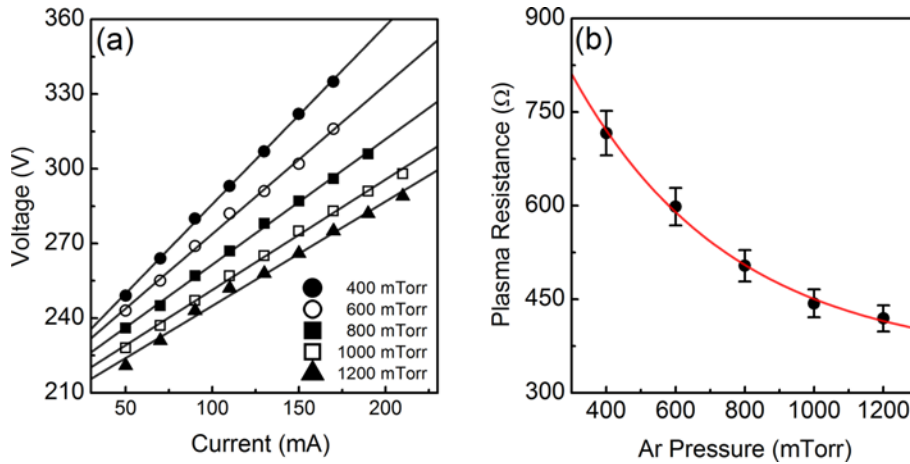 (a)
360
330
300
270
240
210
Voltage (V)
50
100
150
200
Current (mA)
400 mTorr
600 mTorr
800 mTorr
1000 mTorr
1200 mTorr
(b)
900
750
600
450
300
Plasma Resistance (Ω)
400
600
800
1000
1200
Ar Pressure (mTorr)